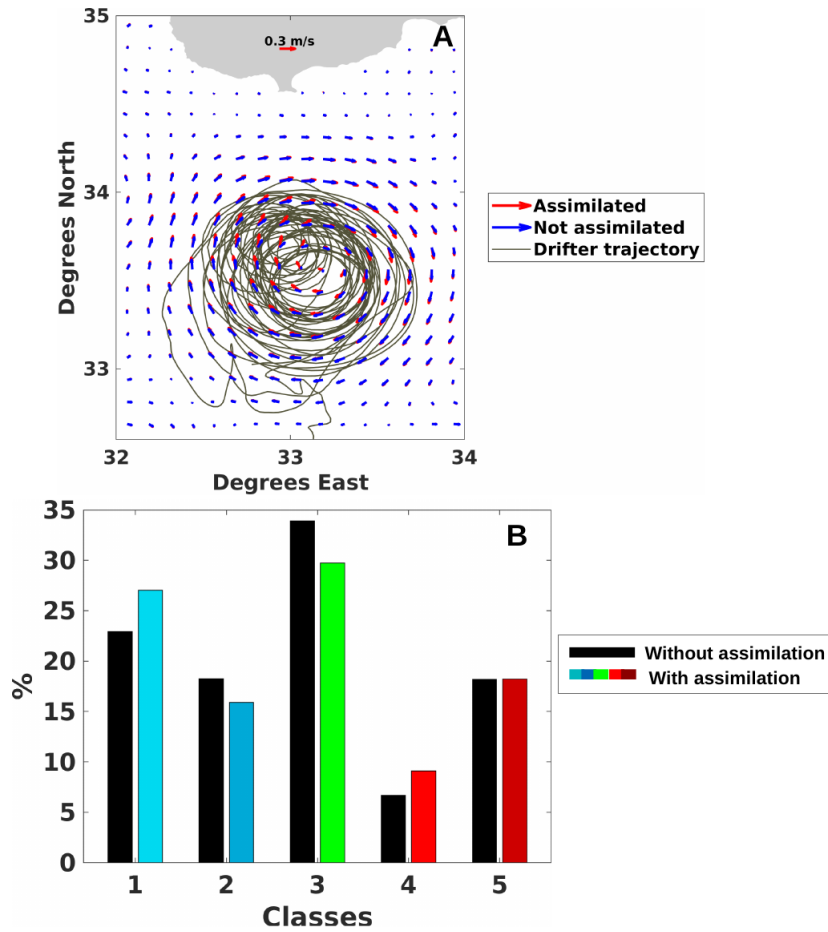 35
0.3 m/s
A
34
33
Degrees North
32
33
34
Degrees East
Assimilated
Not assimilated
Drifter trajectory
35
B
30
25
20
15
10
5
0
%
1
2
3
4
5
Classes
Without assimilation
With assimilation